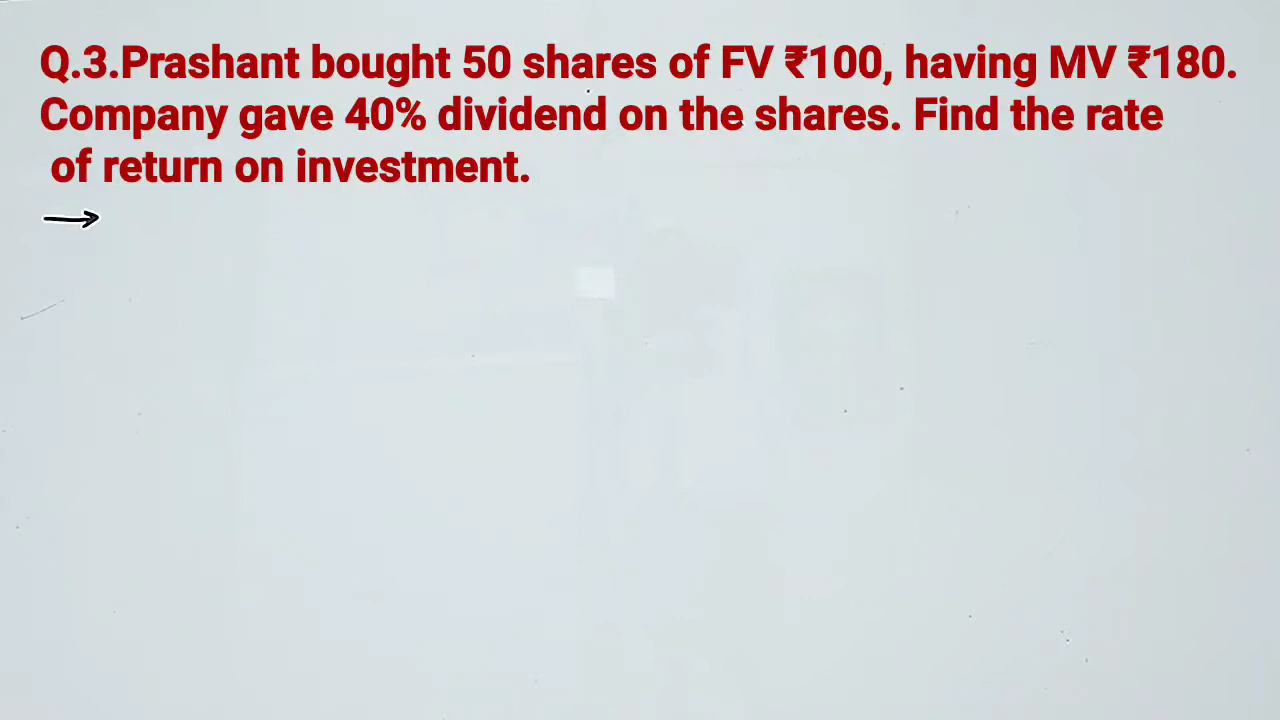 Q.3.Prashant bought 50 shares of FV ₹100, having MV ₹180.
Company gave 40% dividend on the shares. Find the rate
of return on investment.
→